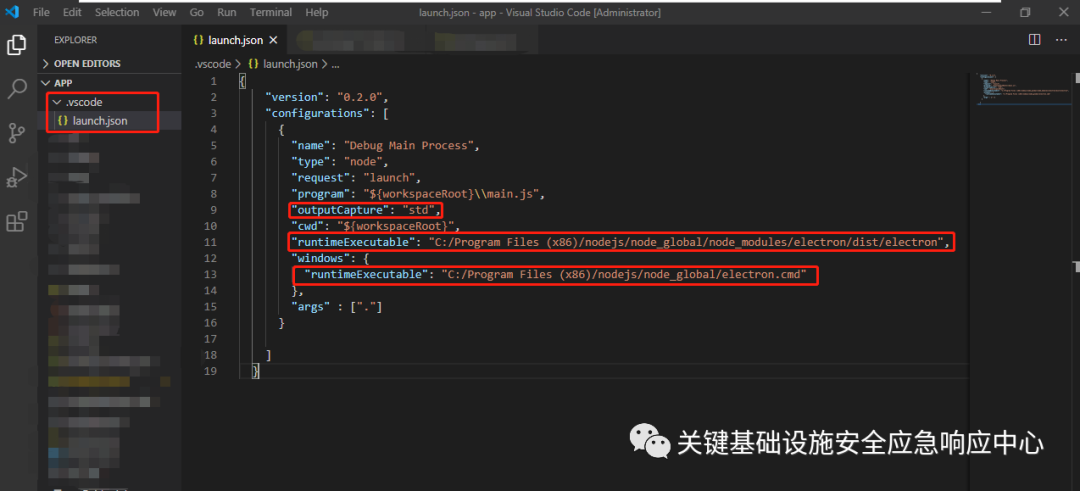 File Edit Selection View Go Run Terminal Help launch.json - app - Visual Studio Code [Administrator]
EXPLORER
OPEN EDITORS
APP
.vscode
{} launch.json
{} launch.json ×
.vscode > {} launch.json > ...
1 {
2 "version": "0.2.0",
3 "configurations": [
4 {
5 "name": "Debug Main Process",
6 "type": "node",
7 "request": "launch",
8 "program": "${workspaceRoot}\\main.js",
9 "outputCapture": "std",
10 "cwd": "${workspaceRoot}",
11 "runtimeExecutable": "C:/Program Files (x86)/nodejs/node_global/node_modules/electron/dist/electron",
12 "windows": {
13 "runtimeExecutable": "C:/Program Files (x86)/nodejs/node_global/electron.cmd"
14 },
15 "args" : ["."]
16 }
17
18 ]
19 }
关键基础设施安全应急响应中心